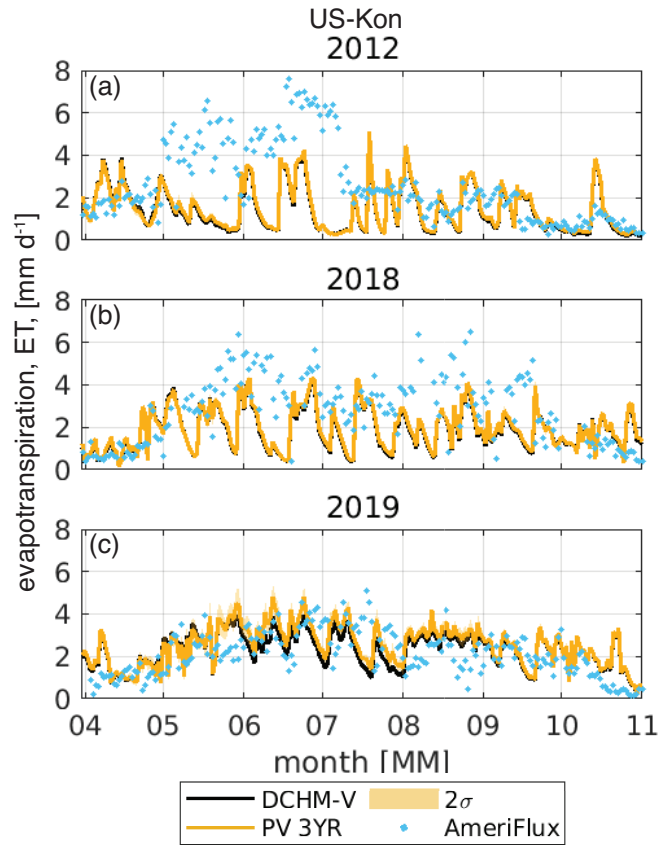 US-Kon
2012
(a)
8
6
4
2
0
2018
(b)
8
6
4
2
0
2019
(c)
8
6
4
2
0
evapotranspiration, ET, [mm d⁻¹]
04 05 06 07 08 09 10 11
month [MM]
DCHM-V 2σ
PV 3YR AmeriFlux